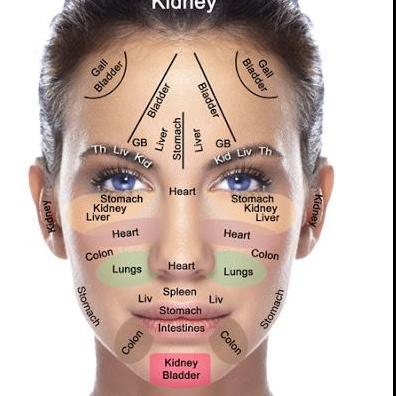 Kidney
Gall
Bladder
Gall
Bladder
Bladder
Bladder
GB
Liver
Stomach
Liver
GB
Th Liv Kid
Kid Liv Th
Heart
Stomach
Kidney
Liver
Stomach
Kidney
Liver
Kidney
Kidney
Heart
Heart
Colon
Colon
Lungs
Heart
Lungs
Spleen
Liv
Liv
Stomach
Stomach
Stomach
Intestines
Colon
Colon
Kidney
Bladder